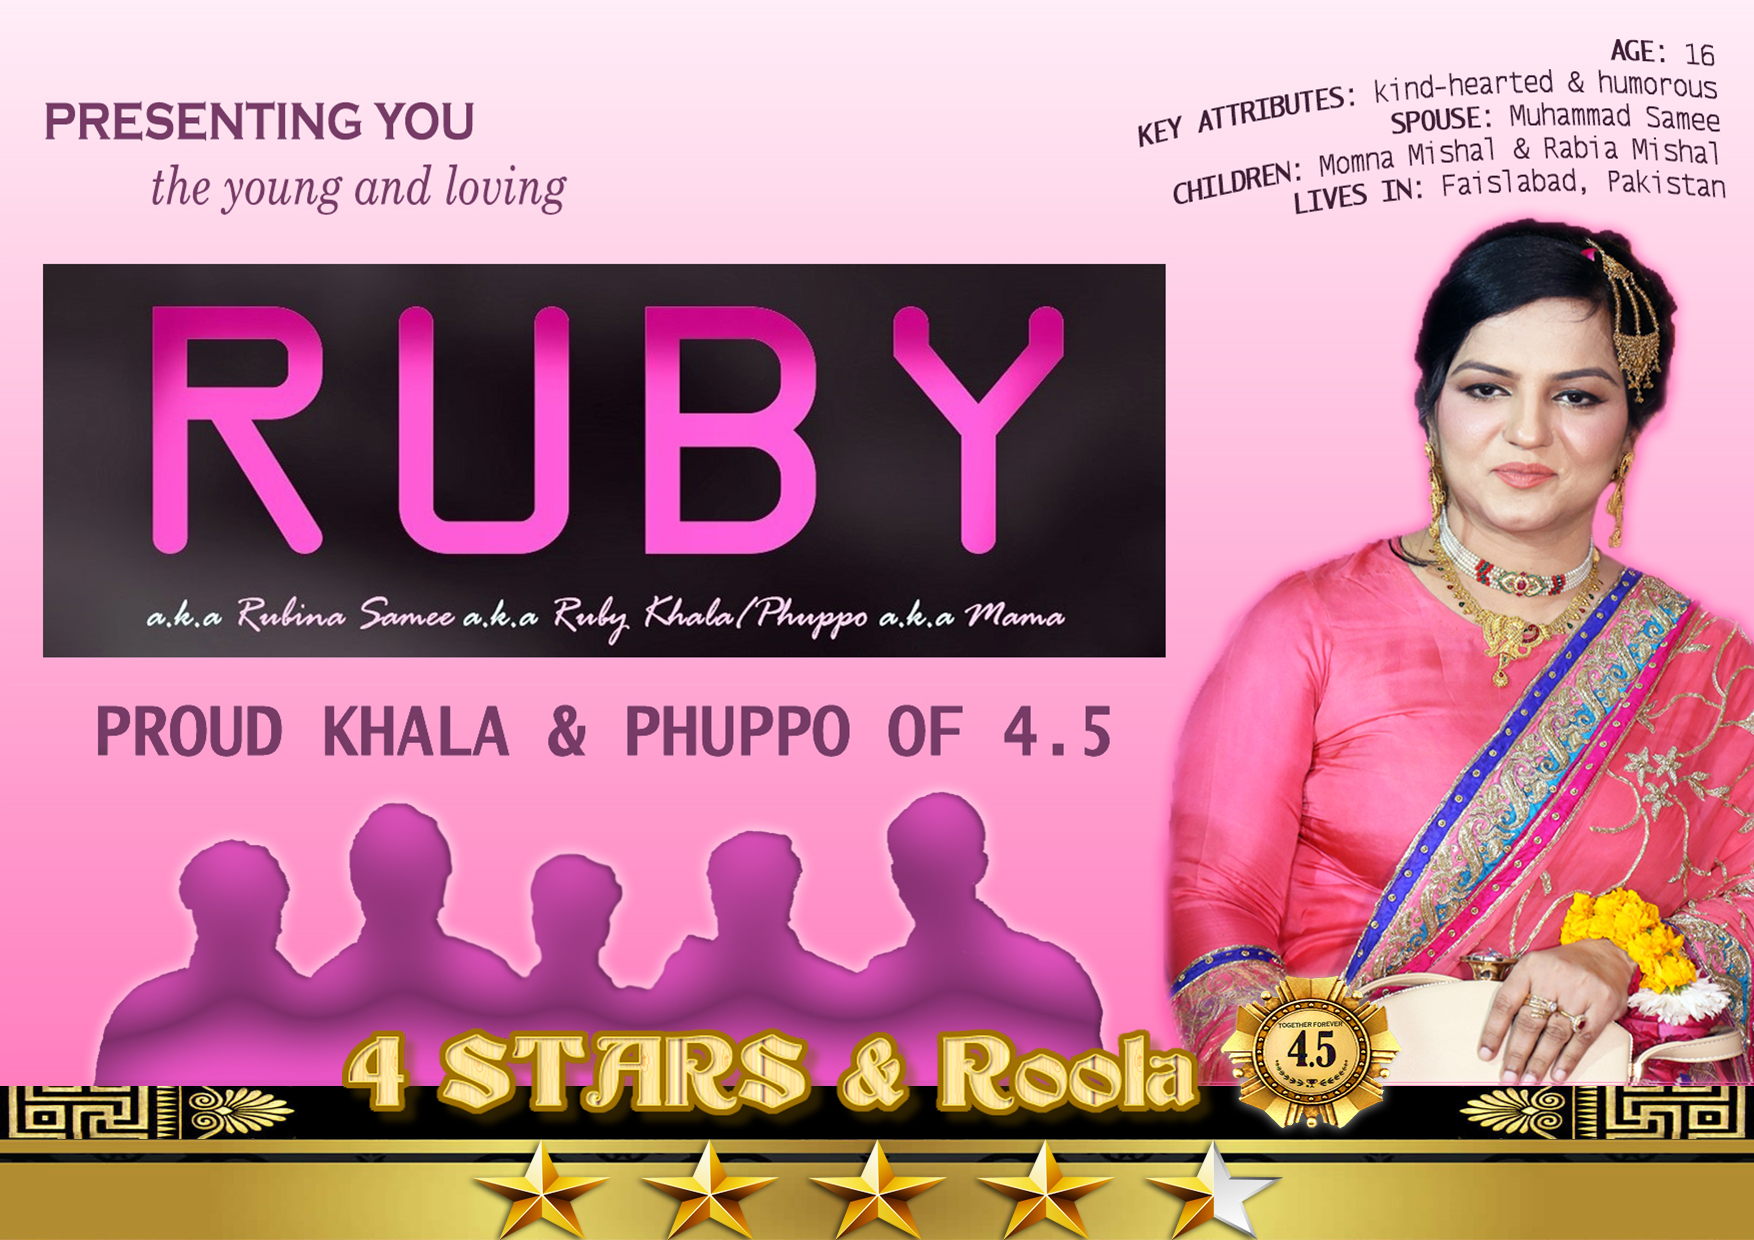 PRESENTING YOU
the young and loving
AGE: 16
KEY ATTRIBUTES: kind-hearted & humorous
SPOUSE: Muhammad Samee
CHILDREN: Momna Mishal & Rabia Mishal
LIVES IN: Faislabad, Pakistan
RUBY
a.k.a Rubina Samee a.k.a Ruby Khala/Phuppo a.k.a Mama
PROUD KHALA & PHUPPO OF 4.5
4 STARS & Roola
TOGETHER FOREVER
4.5